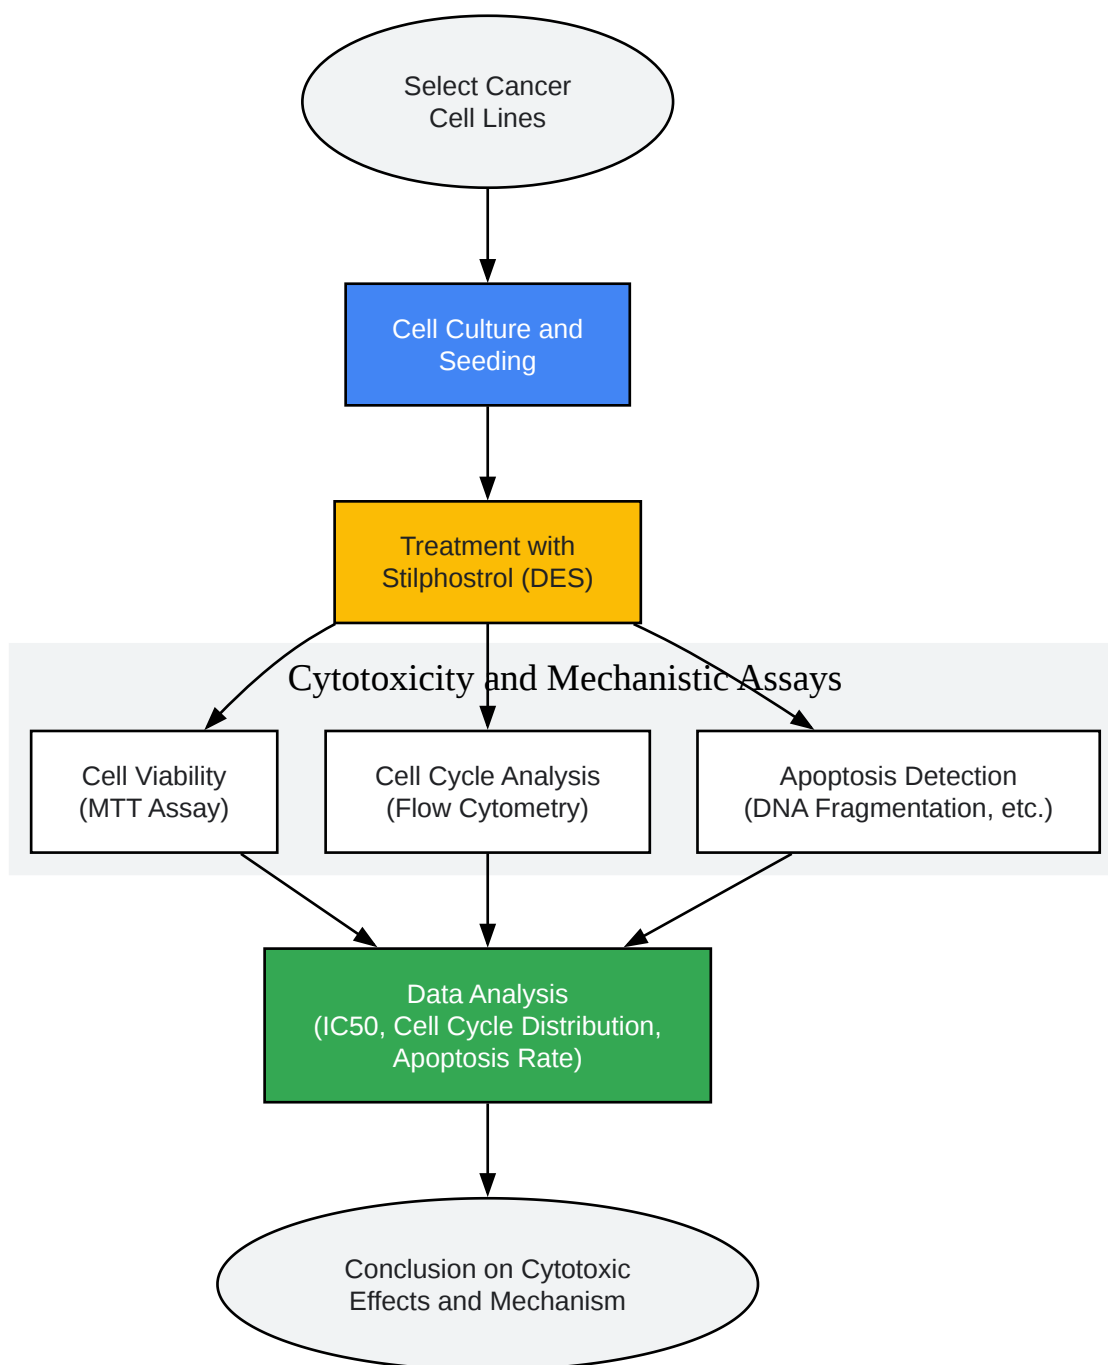 Select Cancer
Cell Lines
Cell Culture and
Seeding
Treatment with
Stilphostrol (DES)
Cytotoxicity and Mechanistic Assays
Cell Viability
(MTT Assay)
Cell Cycle Analysis
(Flow Cytometry)
Apoptosis Detection
(DNA Fragmentation, etc.)
Data Analysis
(IC50, Cell Cycle Distribution,
Apoptosis Rate)
Conclusion on Cytotoxic
Effects and Mechanism